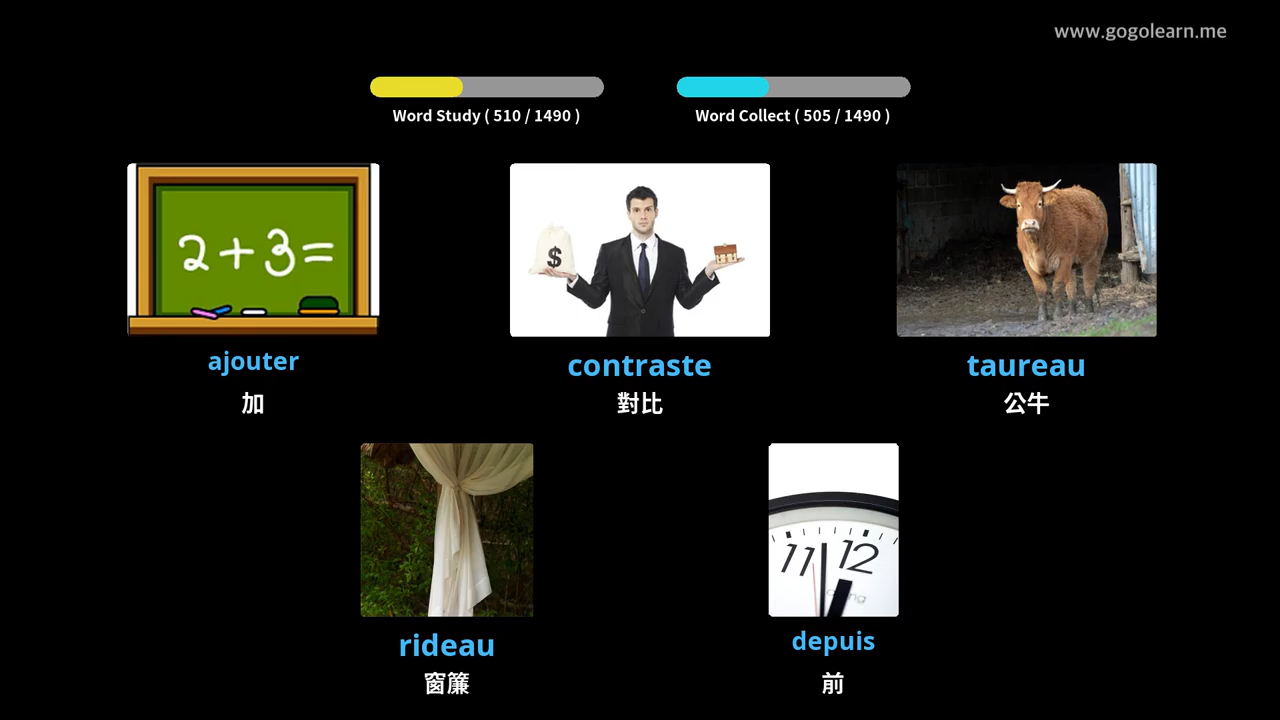 www.gogolearn.me
Word Study ( 510 / 1490 )
Word Collect ( 505 / 1490 )
2+3=
$
ajouter
加
contraste
對比
taureau
公牛
11 12
rideau
窗簾
depuis
前